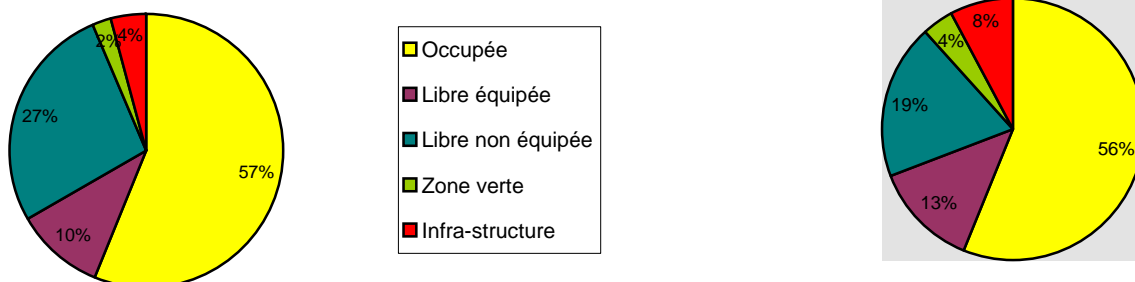 2%
4%
27%
57%
10%
Occupée
Libre équipée
Libre non équipée
Zone verte
Infra-structure
8%
4%
19%
56%
13%